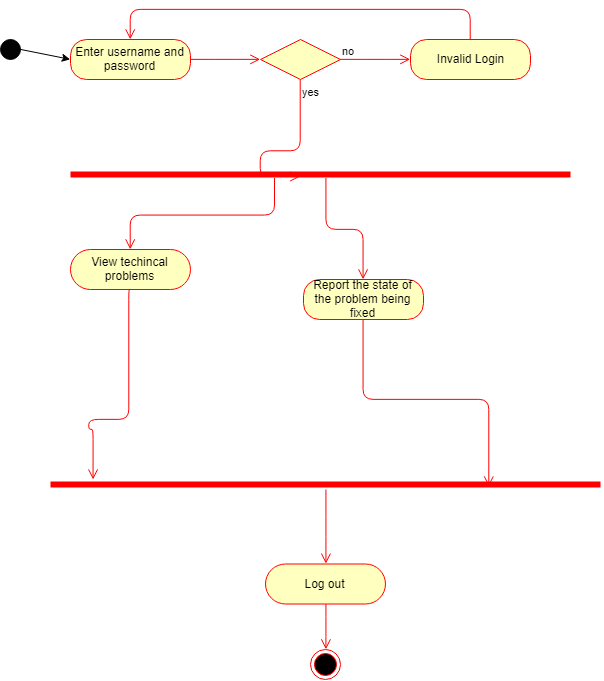 Enter username and
password
no
Invalid Login
yes
View techincal
problems
Report the state of
the problem being
fixed
Log out